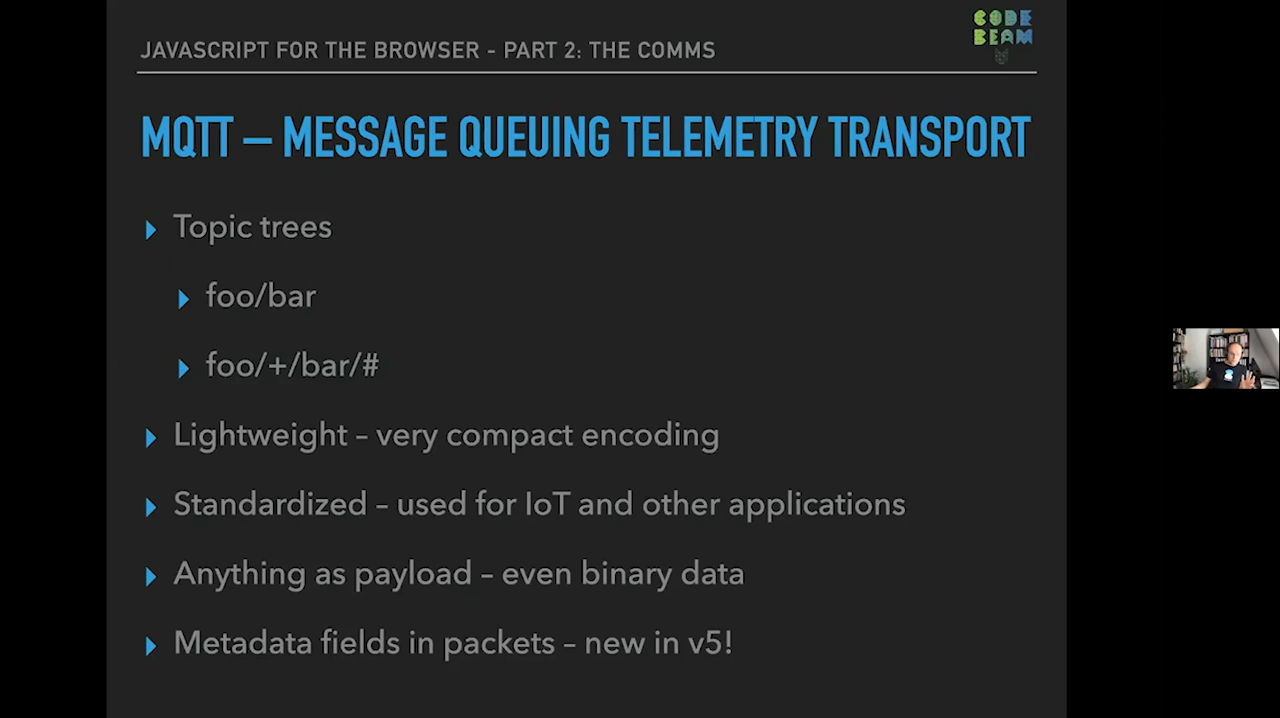 CODE
BEAM
JAVASCRIPT FOR THE BROWSER - PART 2: THE COMMS
MQTT – MESSAGE QUEUING TELEMETRY TRANSPORT
Topic trees
foo/bar
foo/+/bar/#
Lightweight – very compact encoding
Standardized – used for IoT and other applications
Anything as payload – even binary data
Metadata fields in packets – new in v5!